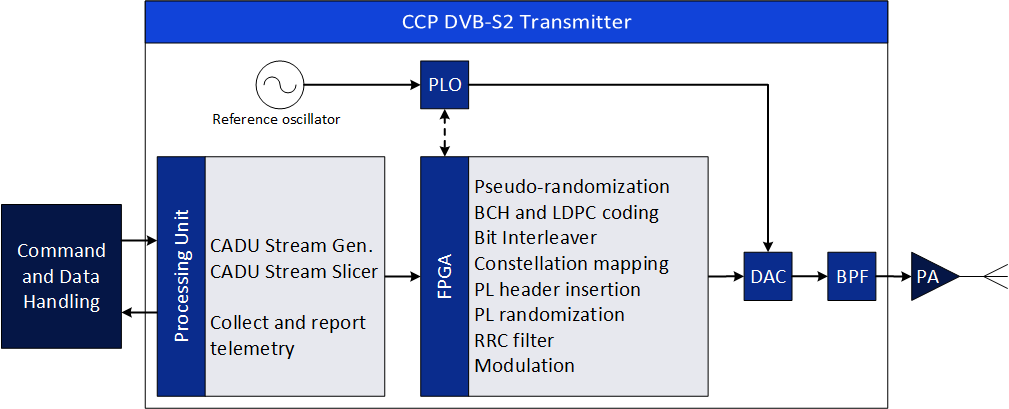 CCP DVB-S2 Transmitter
PLO
Reference oscillator
Command
and Data
Handling
Processing Unit
CADU Stream Gen.
CADU Stream Slicer
Collect and report
telemetry
FPGA
Pseudo-randomization
BCH and LDPC coding
Bit Interleaver
Constellation mapping
PL header insertion
PL randomization
RRC filter
Modulation
DAC
BPF
PA